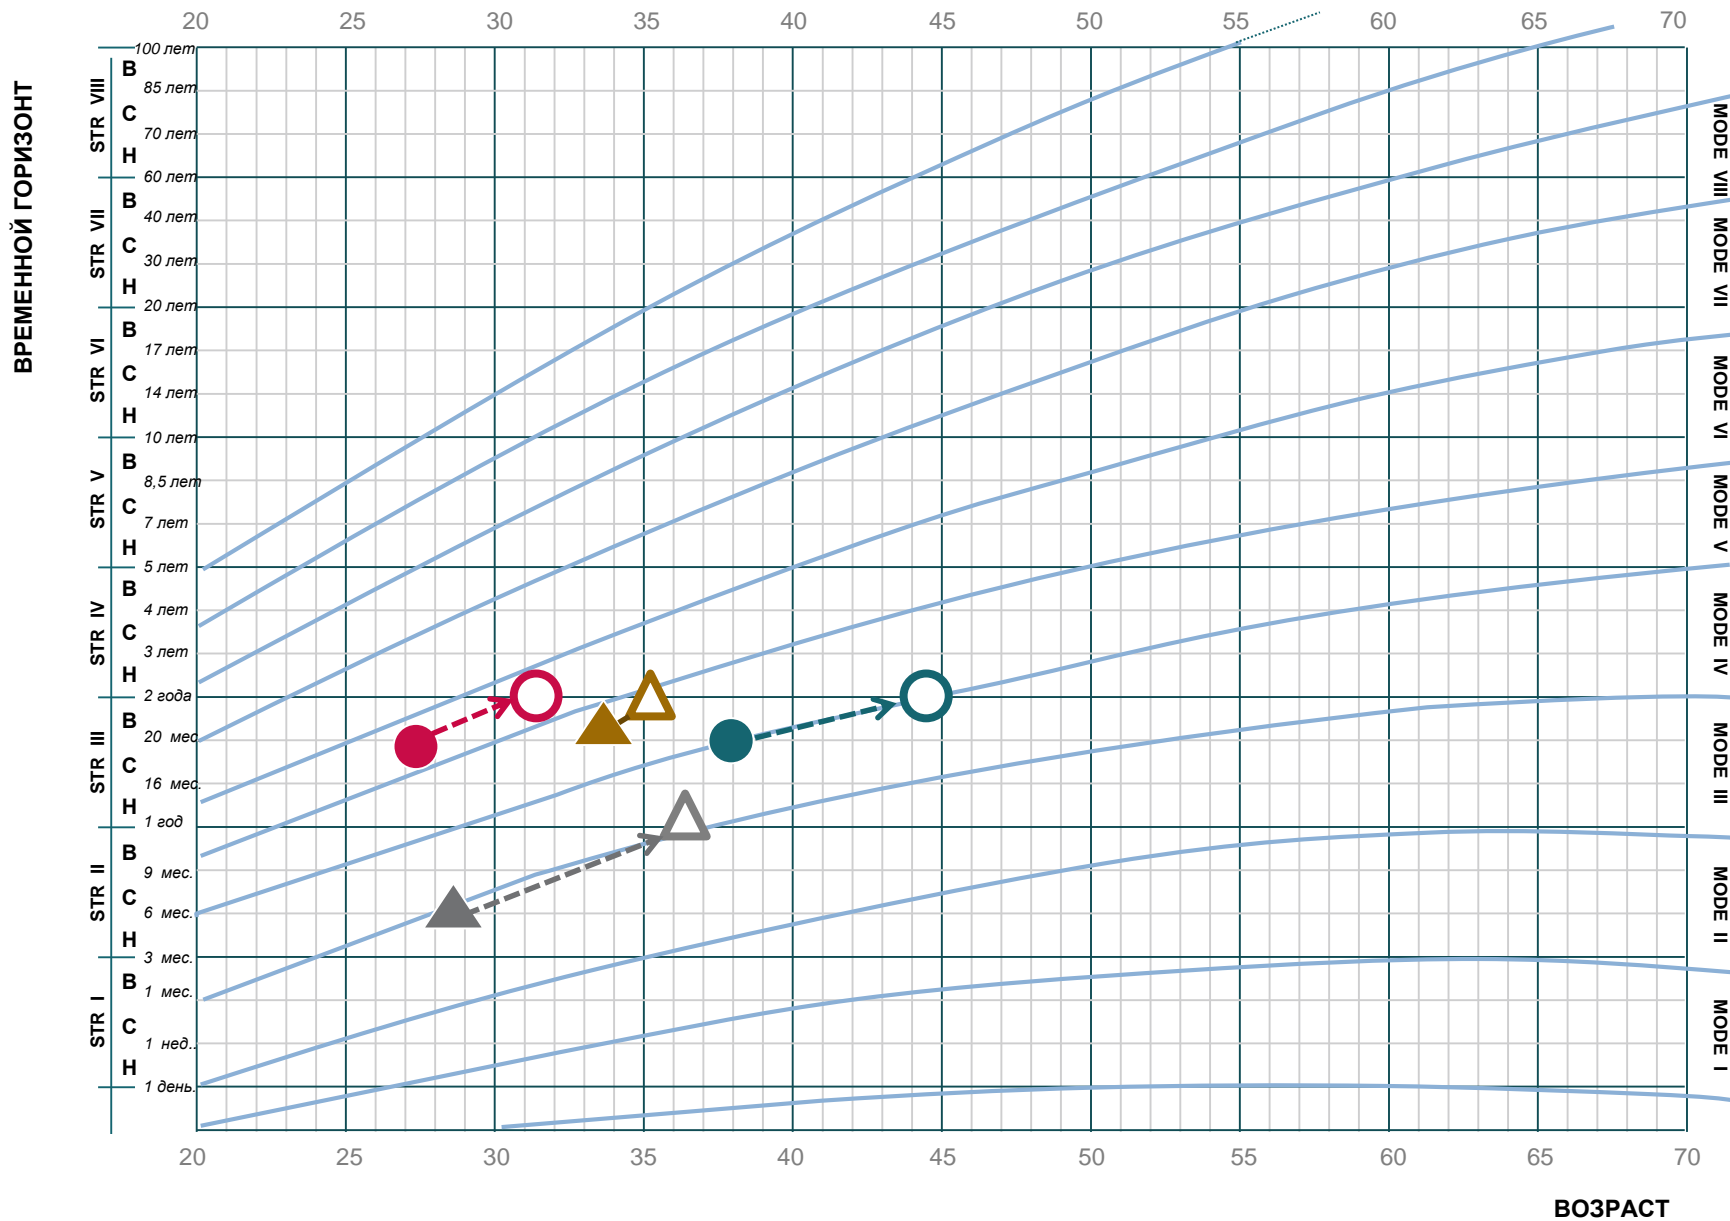 20 25 30 35 40 45 50 55 60 65 70
ВРЕМЕННОЙ ГОРИЗОНТ
100 лет
STR VIII
В
85 лет
С
70 лет
Н
60 лет
STR VII
В
40 лет
С
30 лет
Н
20 лет
STR VI
В
17 лет
С
14 лет
Н
10 лет
STR V
В
8,5 лет
С
7 лет
Н
5 лет
STR IV
В
4 лет
С
3 лет
Н
2 года
STR III
В
20 мес
С
16 мес.
Н
1 год
STR II
В
9 мес.
С
6 мес.
Н
3 мес.
STR I
В
1 мес.
С
1 нед..
Н
1 день.
MODE VIII
MODE VII
MODE VI
MODE V
MODE IV
MODE III
MODE II
MODE I
20 25 30 35 40 45 50 55 60 65 70
ВОЗРАСТ